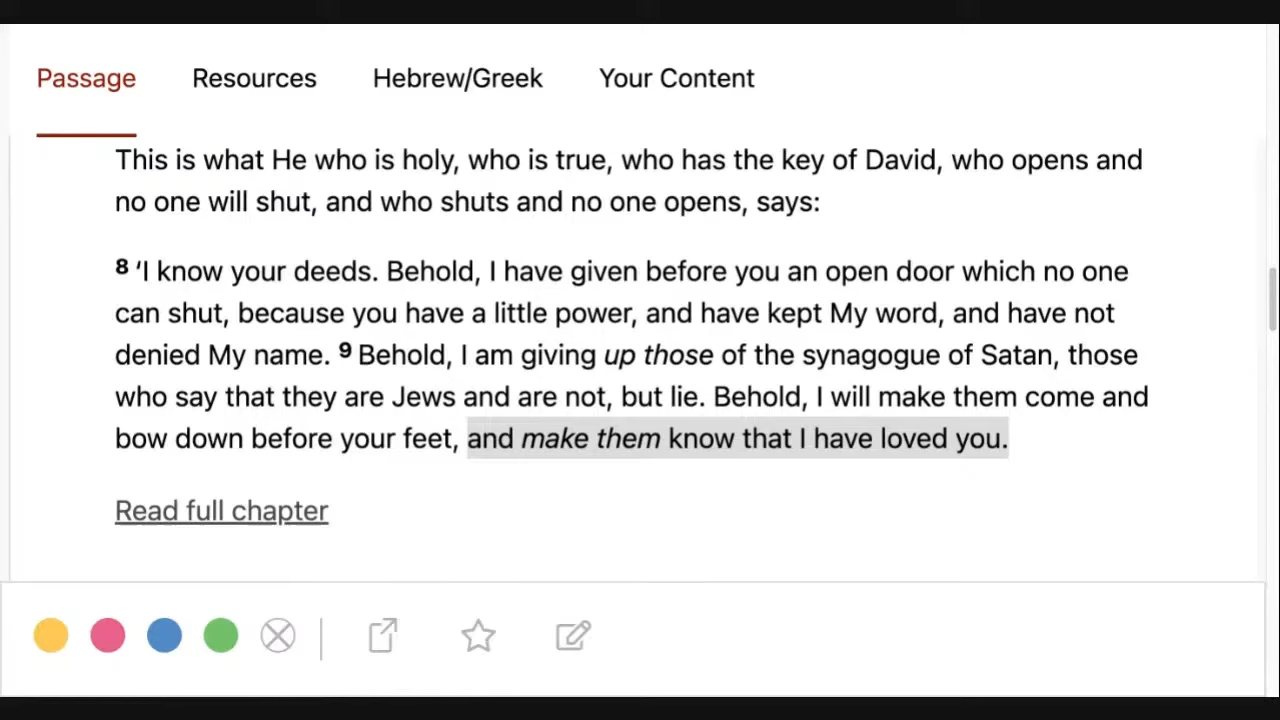 Passage Resources Hebrew/Greek Your Content
This is what He who is holy, who is true, who has the key of David, who opens and
no one will shut, and who shuts and no one opens, says:
8 ‘I know your deeds. Behold, I have given before you an open door which no one
can shut, because you have a little power, and have kept My word, and have not
denied My name. 9 Behold, I am giving up those of the synagogue of Satan, those
who say that they are Jews and are not, but lie. Behold, I will make them come and
bow down before your feet, and make them know that I have loved you.
Read full chapter